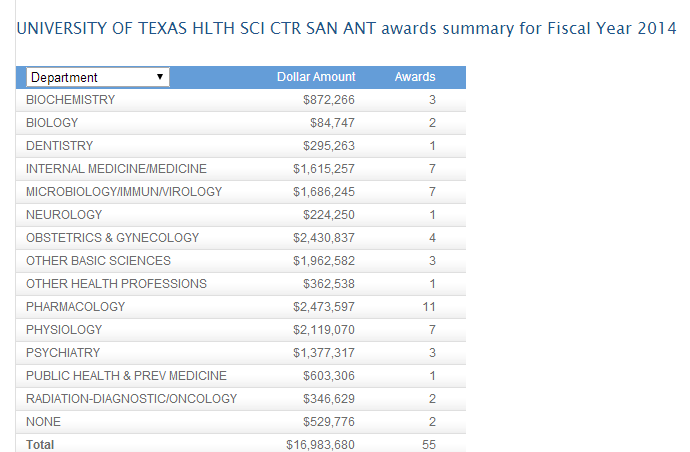 UNIVERSITY OF TEXAS HLTH SCI CTR SAN ANT awards summary for Fiscal Year 2014
Department Dollar Amount Awards
BIOCHEMISTRY $872,266 3
BIOLOGY $84,747 2
DENTISTRY $295,263 1
INTERNAL MEDICINE/MEDICINE $1,615,257 7
MICROBIOLOGY/IMMUN/VIROLOGY $1,686,245 7
NEUROLOGY $224,250 1
OBSTETRICS & GYNECOLOGY $2,430,837 4
OTHER BASIC SCIENCES $1,962,582 3
OTHER HEALTH PROFESSIONS $362,538 1
PHARMACOLOGY $2,473,597 11
PHYSIOLOGY $2,119,070 7
PSYCHIATRY $1,377,317 3
PUBLIC HEALTH & PREV MEDICINE $603,306 1
RADIATION-DIAGNOSTIC/ONCOLOGY $346,629 2
NONE $529,776 2
Total $16,983,680 55